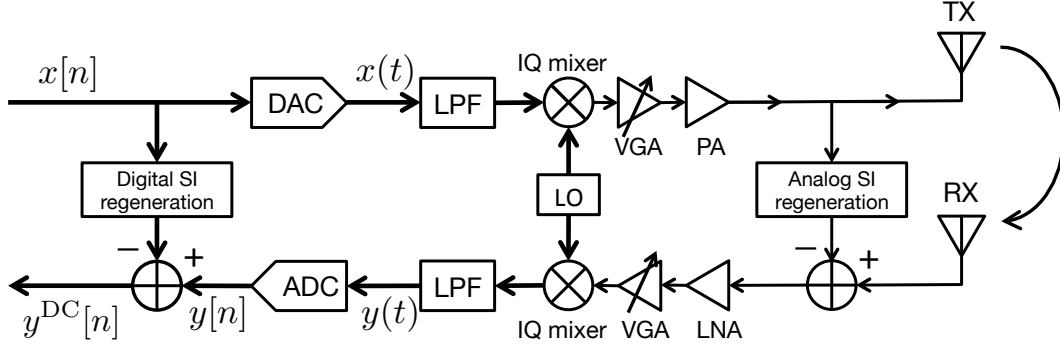 TX
x[n]
x(t)
IQ mixer
DAC
LPF
VGA
PA
Digital SI
regeneration
LO
Analog SI
regeneration
RX
−
+
−
+
ADC
LPF
y^DC[n]
y[n]
y(t)
IQ mixer
VGA
LNA